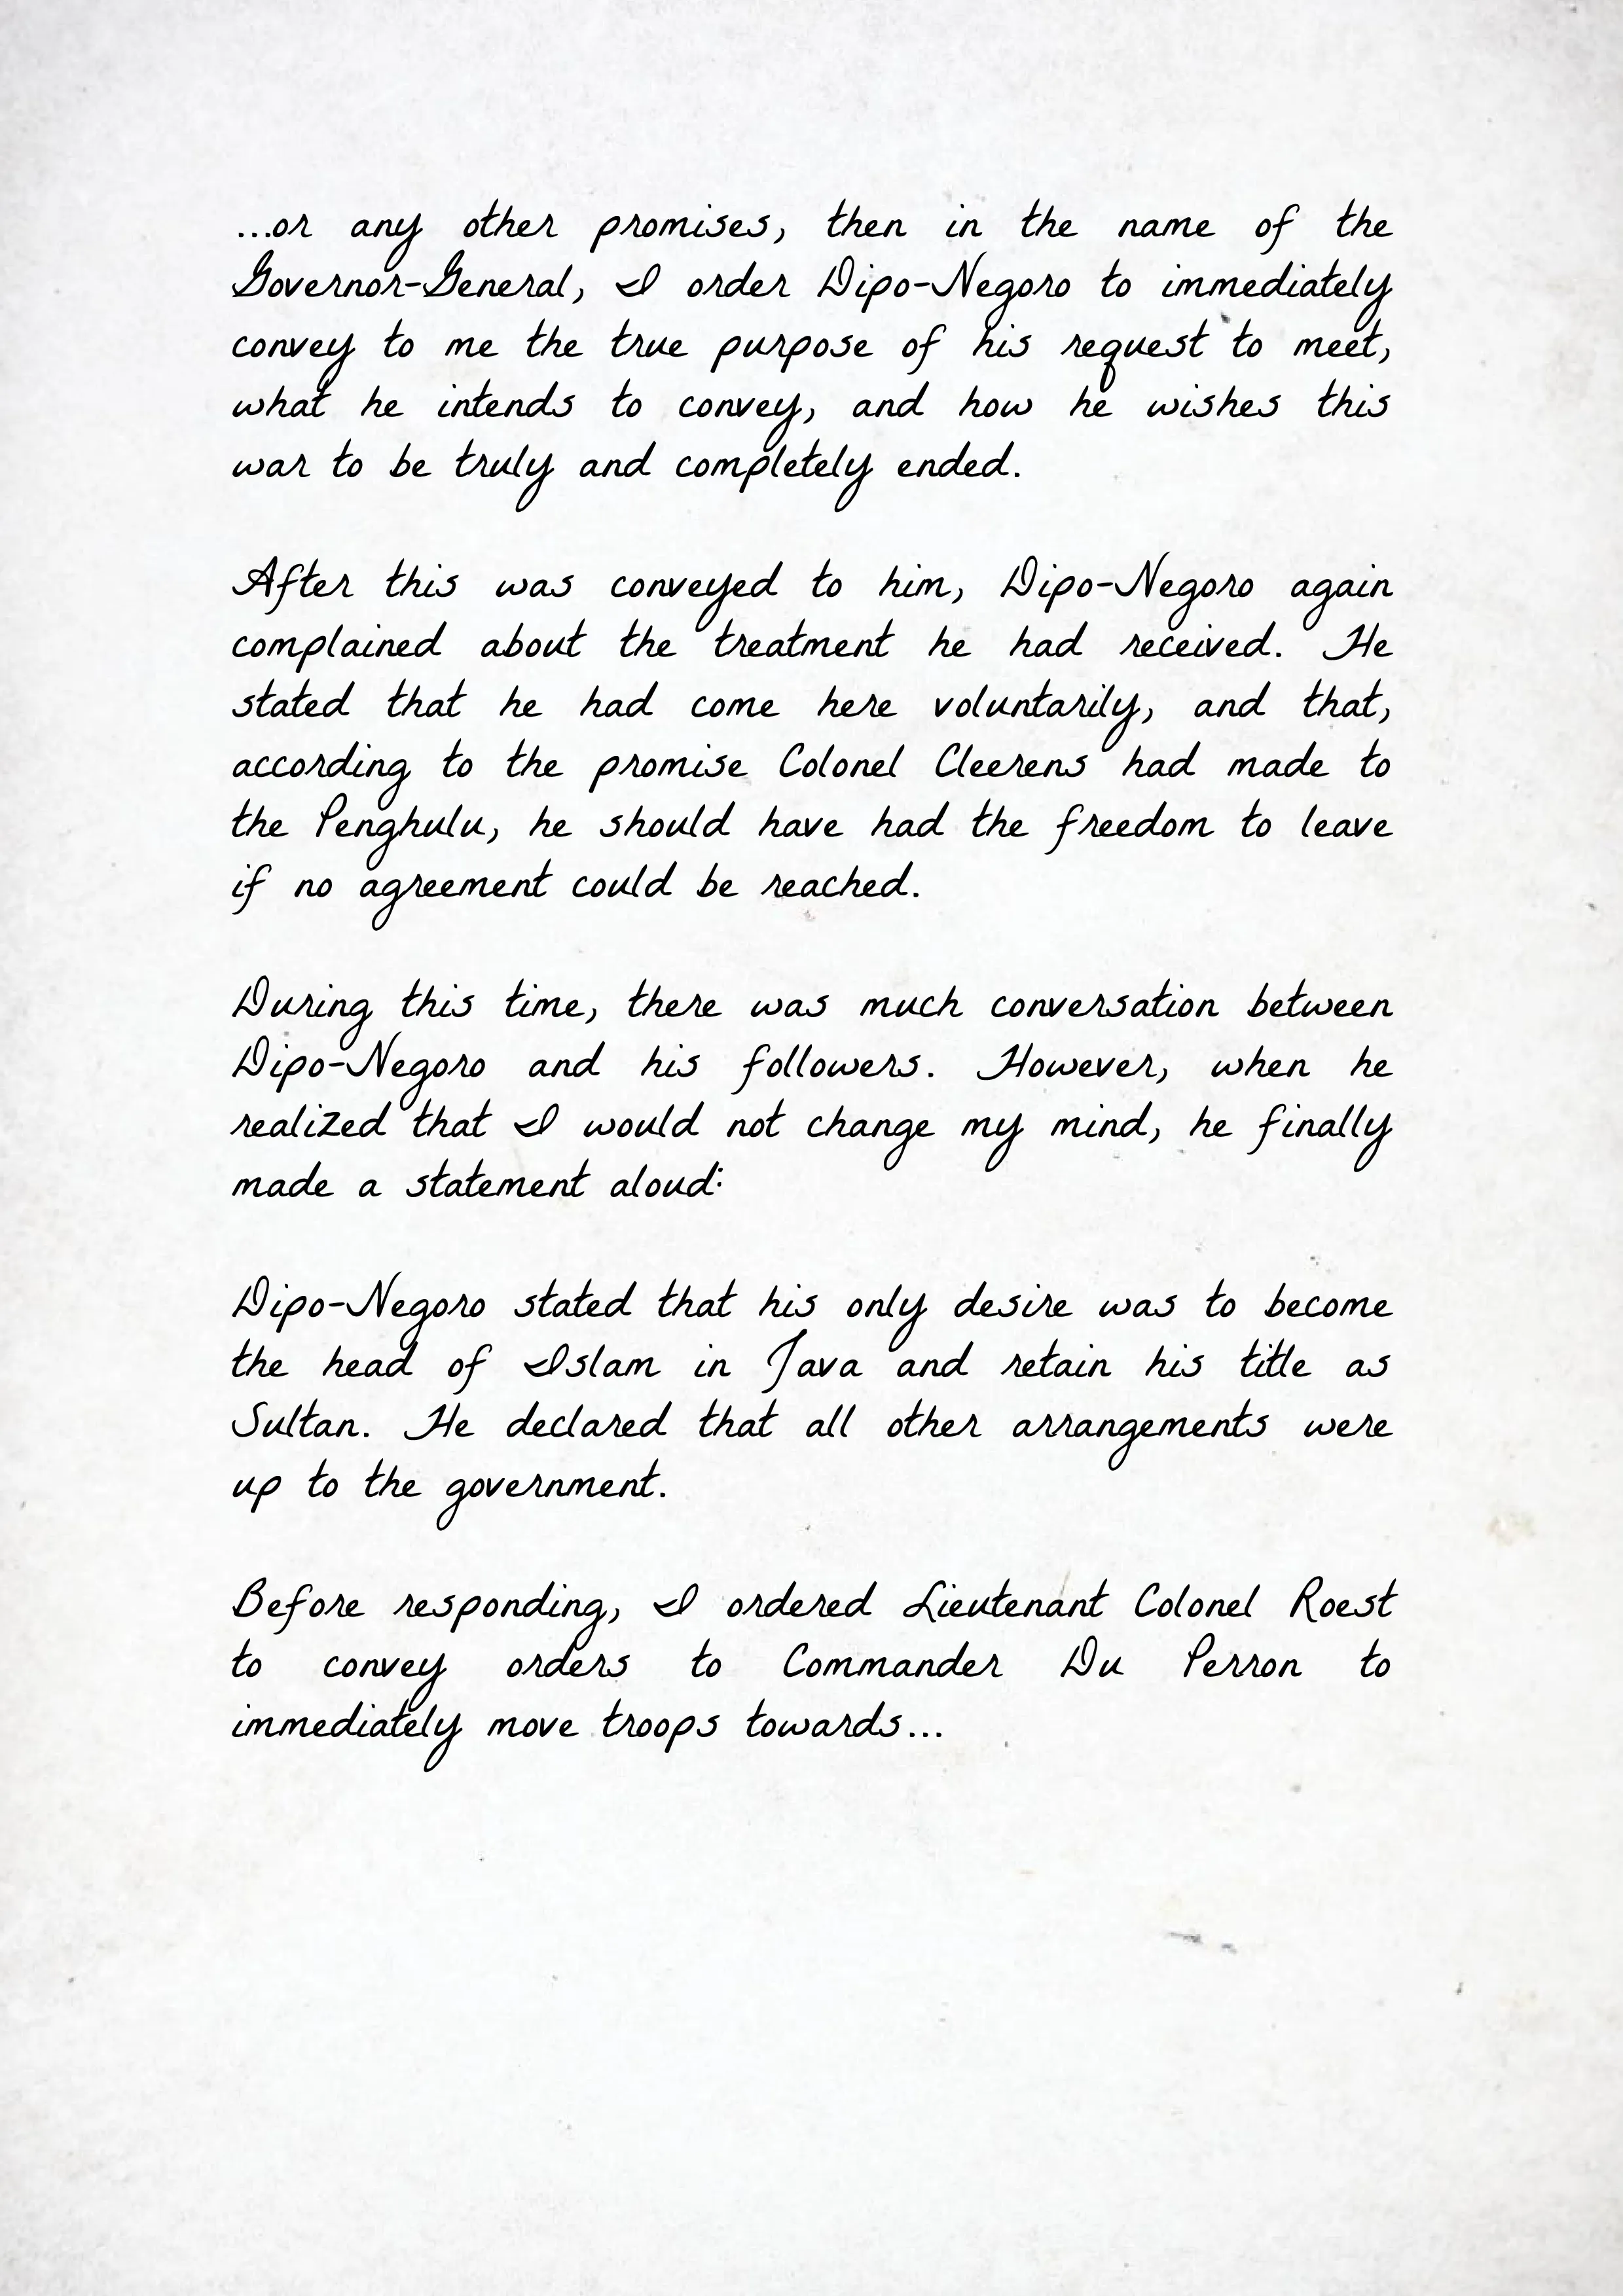 ...or any other promises, then in the name of the
Governor-General, I order Dipo-Negoro to immediately
convey to me the true purpose of his request to meet,
what he intends to convey, and how he wishes this
war to be truly and completely ended.
After this was conveyed to him, Dipo-Negoro again
complained about the treatment he had received. He
stated that he had come here voluntarily, and that,
according to the promise Colonel Cleerens had made to
the Penghulu, he should have had the freedom to leave
if no agreement could be reached.
During this time, there was much conversation between
Dipo-Negoro and his followers. However, when he
realized that I would not change my mind, he finally
made a statement aloud:
Dipo-Negoro stated that his only desire was to become
the head of Islam in Java and retain his title as
Sultan. He declared that all other arrangements were
up to the government.
Before responding, I ordered Lieutenant Colonel Roest
to convey orders to Commander Du Perron to
immediately move troops towards...